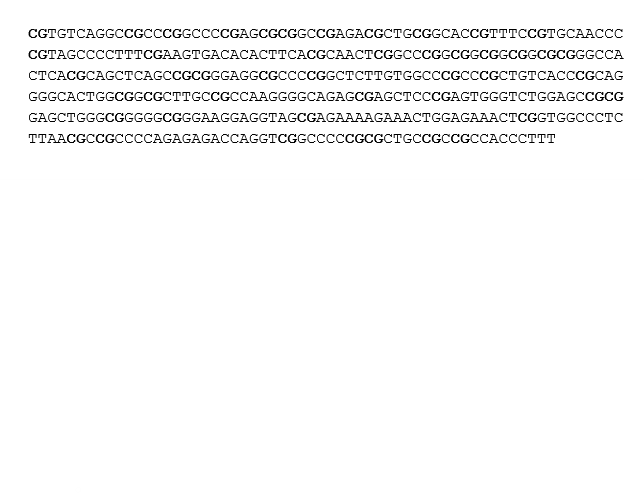 CGTGTCAGGCCGCCCGGCCCCGAGCGCGGCCGAGACGCTGCGGCACCGTTTCCGTGCAACCC
CGTAGCCCCTTTCGAAGTGACACACTTCACGCAACTCGGCCCGGCGGCGGCGGCGCGGGCCA
CTCACGCAGCTCAGCCGCGGGAGGCGCCCCGGCTCTTGTGGCCCGCCCGCTGTCACCCGCAG
GGGCACTGGCGGCGCTTGCCGCCAAGGGGCAGAGCGAGCTCCCGAGTGGGTCTGGAGCCGCG
GAGCTGGGCGGGGGCGGGAAGGAGGTAGCGAGAAAAGAAACTGGAGAAACTCGGTGGCCCTC
TTAACGCCGCCCCAGAGAGACCAGGTCGGCCCCCGCGCTGCCGCCGCCACCCTTT